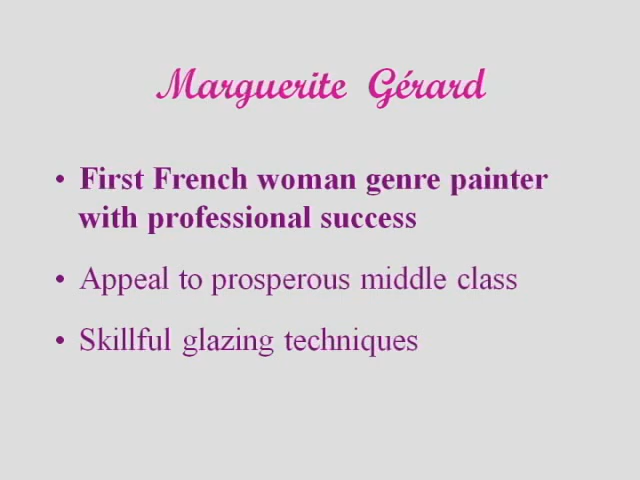 Marguerite Gérard
• First French woman genre painter
with professional success
• Appeal to prosperous middle class
• Skillful glazing techniques